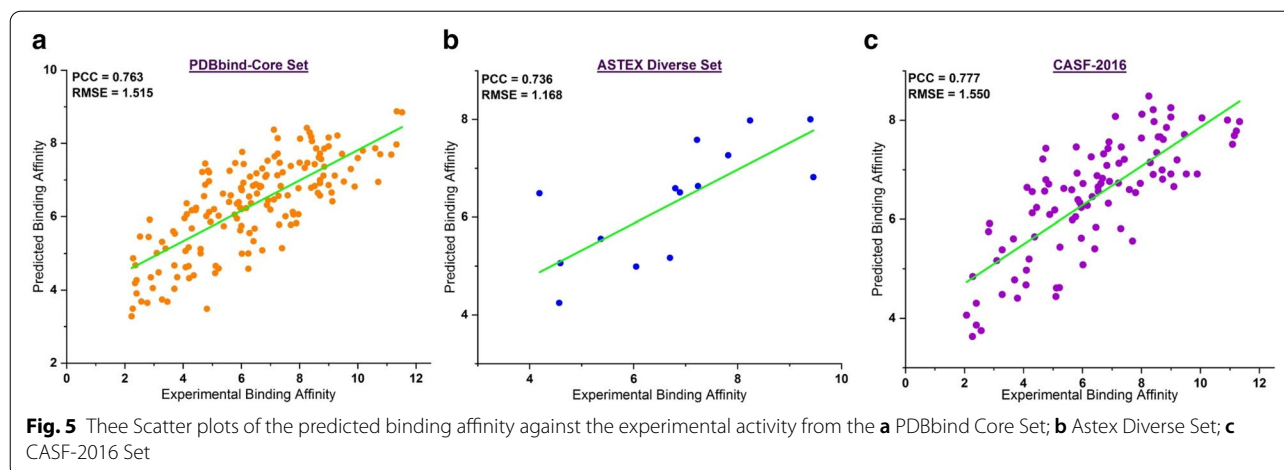 a
PDBbind-Core Set
PCC = 0.763
RMSE = 1.515
Predicted Binding Affinity
10
8
6
4
2
0
2
4
6
8
10
12
Experimental Binding Affinity
b
ASTEX Diverse Set
PCC = 0.736
RMSE = 1.168
Predicted Binding Affinity
8
6
4
4
6
8
10
Experimental Binding Affinity
c
CASF-2016
PCC = 0.777
RMSE = 1.550
Predicted Binding Affinity
8
6
4
0
2
4
6
8
10
12
Experimental Binding Affinity
Fig. 5 Thee Scatter plots of the predicted binding affinity against the experimental activity from the a PDBbind Core Set; b Astex Diverse Set; c
CASF-2016 Set